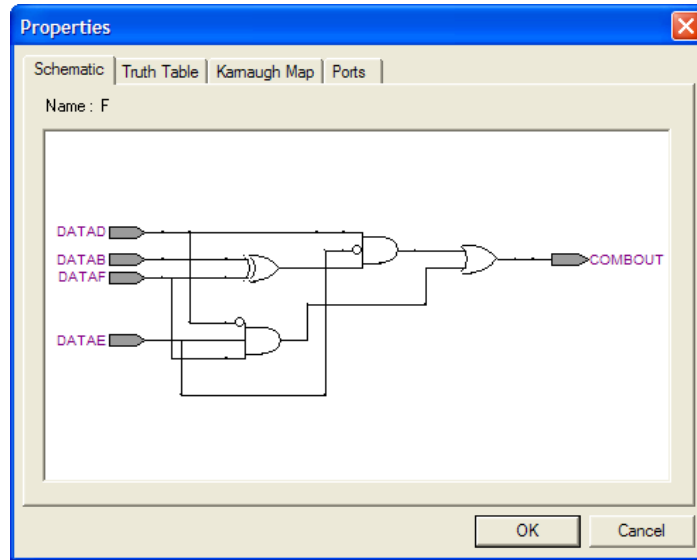 Properties
Schematic Truth Table Karnaugh Map Ports
Name : F
DATAD
DATAB
DATAF
COMBOUT
DATAE
OK Cancel